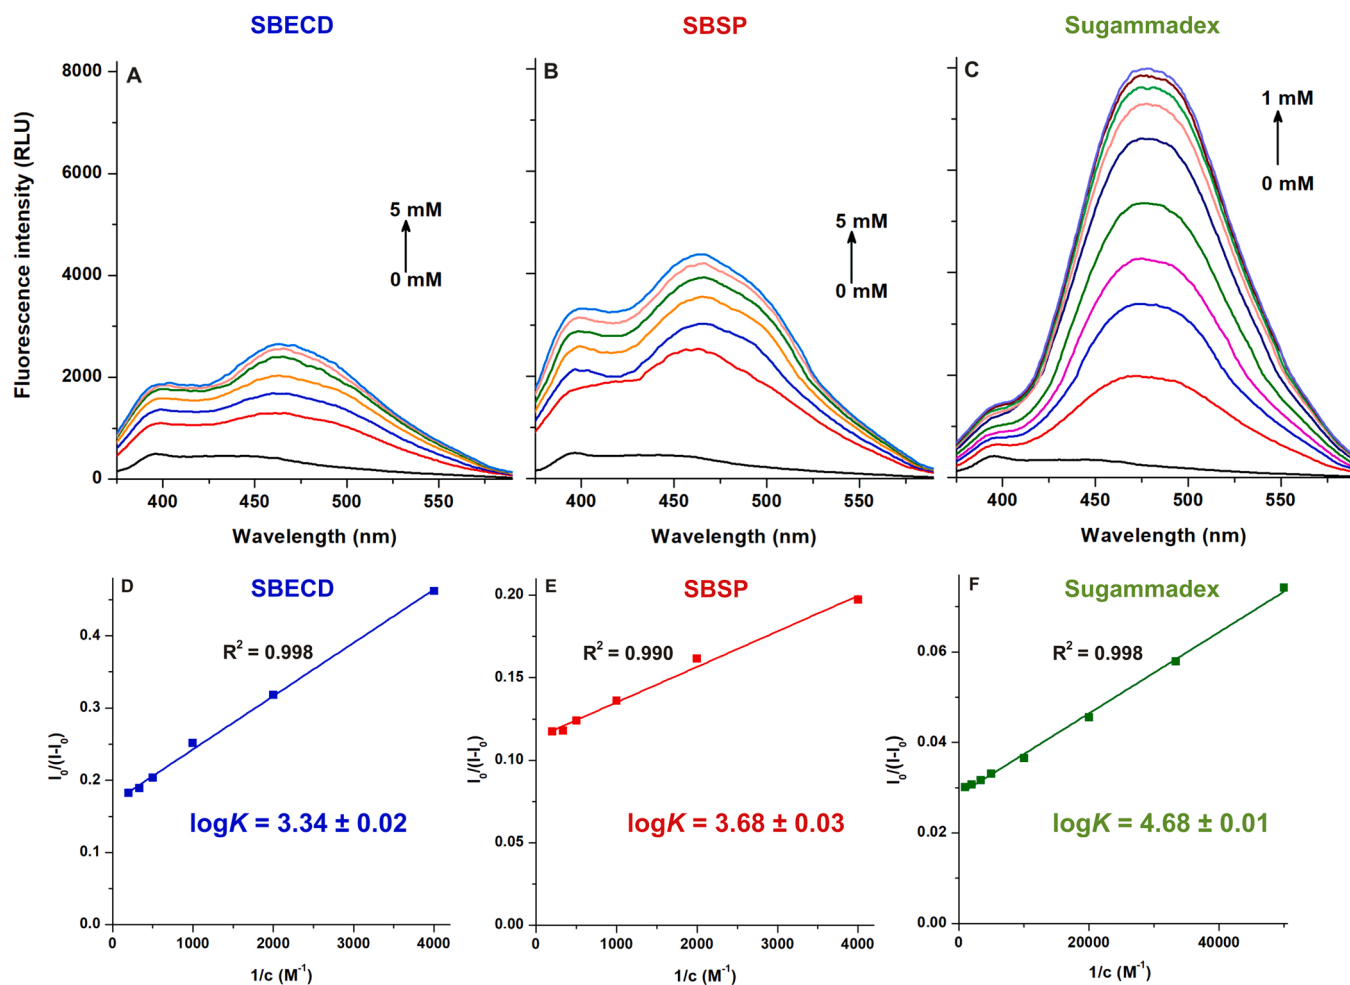 SBECD
SBSP
Sugammadex
A
B
C
Fluorescence intensity (RLU)
8000
6000
4000
2000
0
5 mM
0 mM
5 mM
0 mM
1 mM
0 mM
400 450 500 550
400 450 500 550
400 450 500 550
Wavelength (nm)
Wavelength (nm)
Wavelength (nm)
D
SBECD
I₀/(I-I₀)
0.4
0.3
0.2
0.1
0.0
R² = 0.998
logK = 3.34 ± 0.02
0 1000 2000 3000 4000
1/c (M⁻¹)
E
SBSP
I₀/(I-I₀)
0.20
0.15
0.10
0.05
0.00
R² = 0.990
logK = 3.68 ± 0.03
0 1000 2000 3000 4000
1/c (M⁻¹)
F
Sugammadex
I₀/(I-I₀)
0.06
0.04
0.02
0.00
R² = 0.998
logK = 4.68 ± 0.01
0 20000 40000
1/c (M⁻¹)